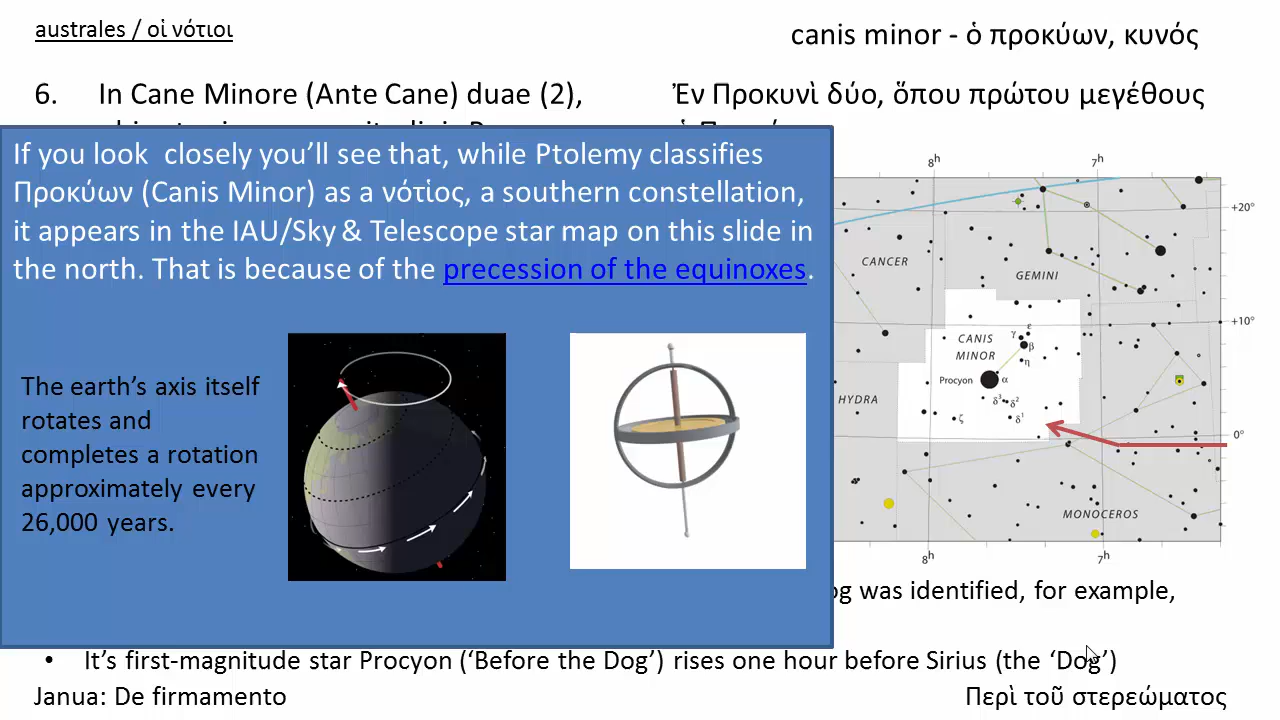 australes / οἱ νότιοι
canis minor - ὁ προκύων, κυνός
6. In Cane Minore (Ante Cane) duae (2),
Ἐν Προκυνὶ δύο, ὅπου πρώτου μεγέθους
If you look closely you’ll see that, while Ptolemy classifies
Προκύων (Canis Minor) as a νότίος, a southern constellation,
it appears in the IAU/Sky & Telescope star map on this slide in
the north. That is because of the precession of the equinoxes.
The earth’s axis itself
rotates and
completes a rotation
approximately every
26,000 years.
8h 7h
+20°
CANCER
GEMINI
+10°
CANIS
MINOR
γ ε
β
η
Procyon α
HYDRA
δ3 δ2
ζ δ1
0°
MONOCEROS
8h 7h
og was identified, for example,
• It’s first-magnitude star Procyon (‘Before the Dog’) rises one hour before Sirius (the ‘Dog’)
Janua: De firmamento
Περὶ τοῦ στερεώματος